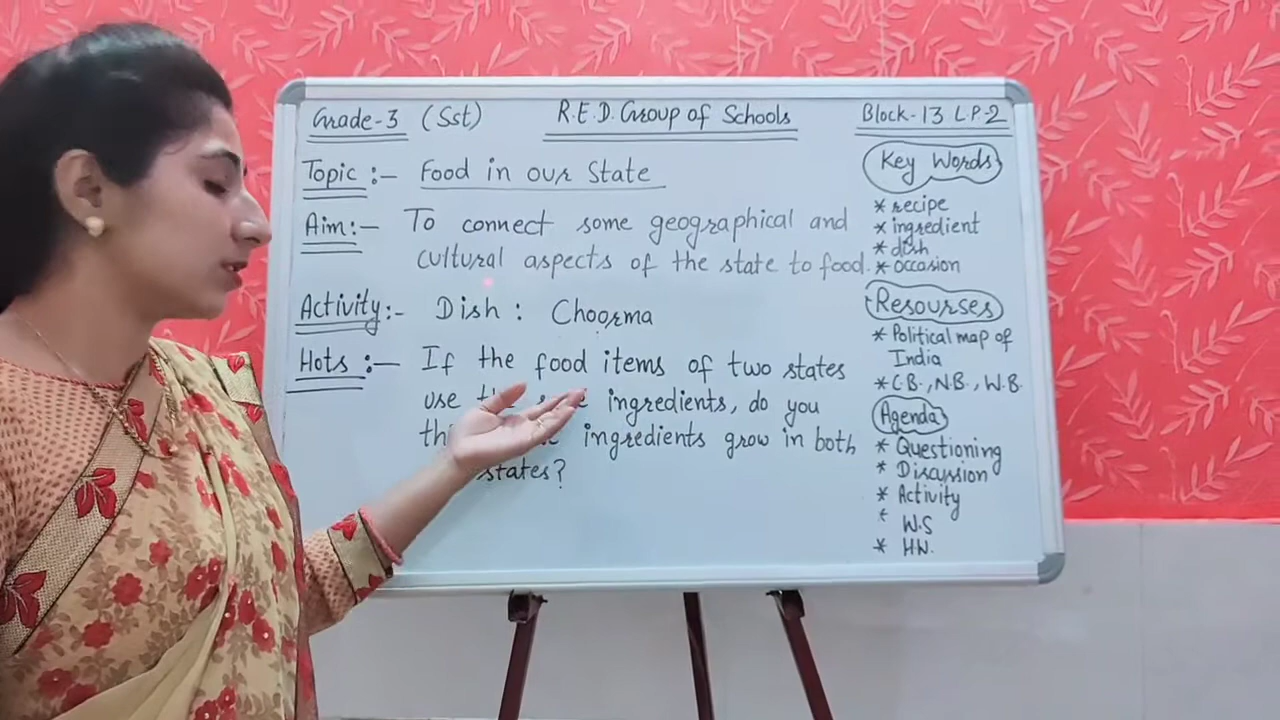 Grade-3 (Sst)
R.E.D. Group of Schools
Block-13 L.P-2
Topic :- Food in our State
Aim:- To connect some geographical and
cultural aspects of the state to food.
Activity:- Dish : Choorma
Hots :- If the food items of two states
use ingredients, do you
ingredients grow in both
states?
Key Words
* recipe
* ingredient
* dish
* occasion
Resourses
* Political map of
India
* C.B., N.B., W.B.
Agenda
* Questioning
* Discussion
* Activity
* W.S
* HW.